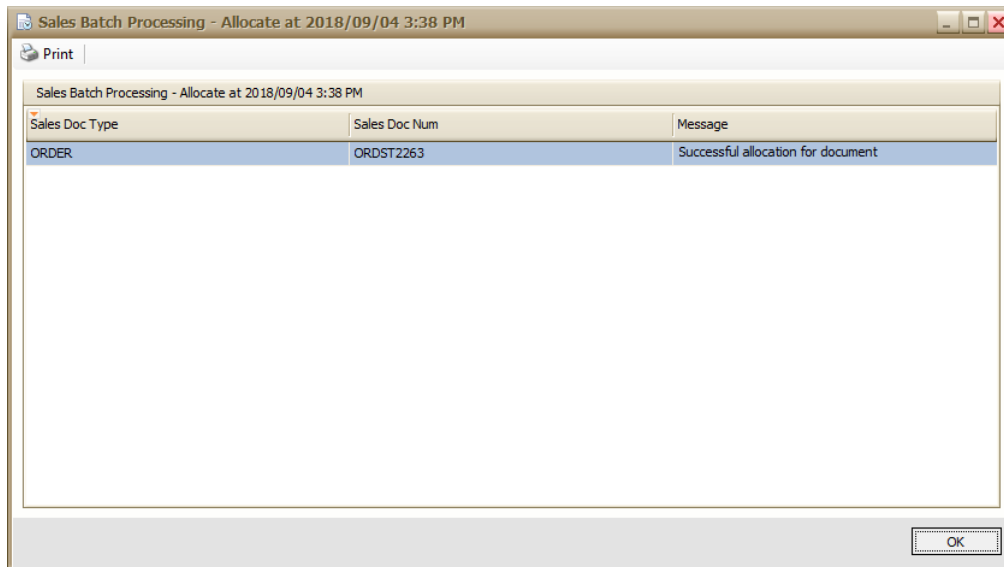 Sales Batch Processing - Allocate at 2018/09/04 3:38 PM
Print
Sales Batch Processing - Allocate at 2018/09/04 3:38 PM
Sales Doc Type Sales Doc Num Message
ORDER ORDST2263 Successful allocation for document
OK